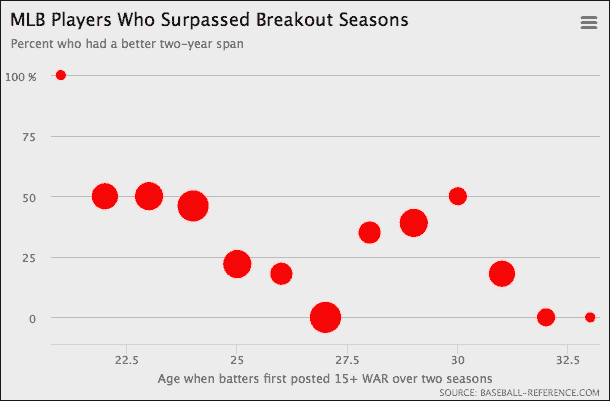 MLB Players Who Surpassed Breakout Seasons
Percent who had a better two-year span
100 %
75
50
25
0
22.5 25 27.5 30 32.5
Age when batters first posted 15+ WAR over two seasons
SOURCE: BASEBALL-REFERENCE.COM